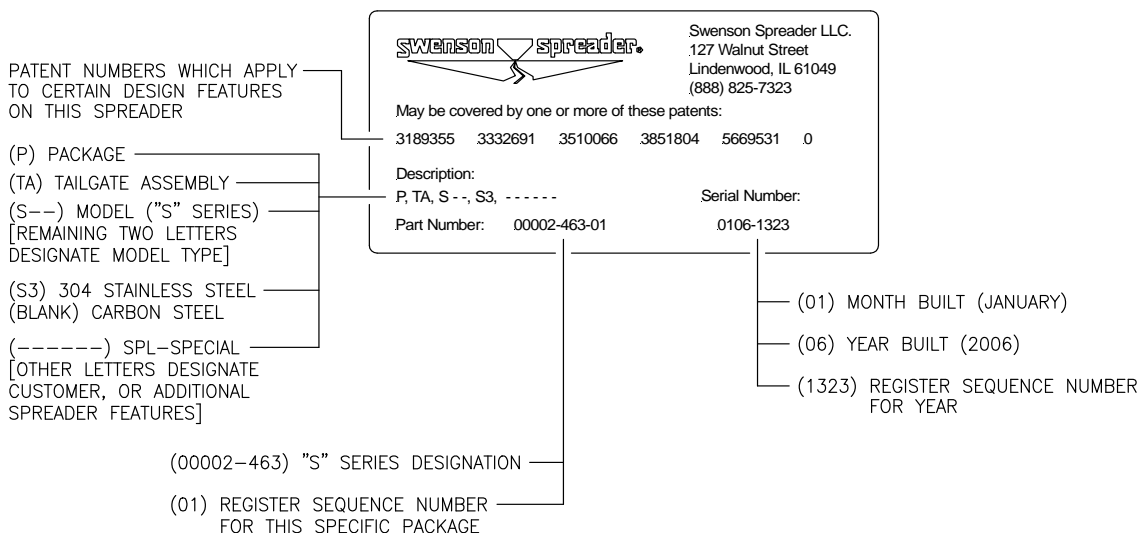 swenson spreader®
Swenson Spreader LLC.
127 Walnut Street
Lindenwood, IL 61049
(888) 825-7323
May be covered by one or more of these patents:
3189355 3332691 3510066 3851804 5669531 0
Description:
P, TA, S - -, S3, - - - - - -
Serial Number:
Part Number: 00002-463-01
0106-1323
PATENT NUMBERS WHICH APPLY
TO CERTAIN DESIGN FEATURES
ON THIS SPREADER
(P) PACKAGE
(TA) TAILGATE ASSEMBLY
(S--) MODEL ("S" SERIES)
[REMAINING TWO LETTERS
DESIGNATE MODEL TYPE]
(S3) 304 STAINLESS STEEL
(BLANK) CARBON STEEL
(------) SPL-SPECIAL
[OTHER LETTERS DESIGNATE
CUSTOMER, OR ADDITIONAL
SPREADER FEATURES]
(00002-463) "S" SERIES DESIGNATION
(01) REGISTER SEQUENCE NUMBER
FOR THIS SPECIFIC PACKAGE
(01) MONTH BUILT (JANUARY)
(06) YEAR BUILT (2006)
(1323) REGISTER SEQUENCE NUMBER
FOR YEAR